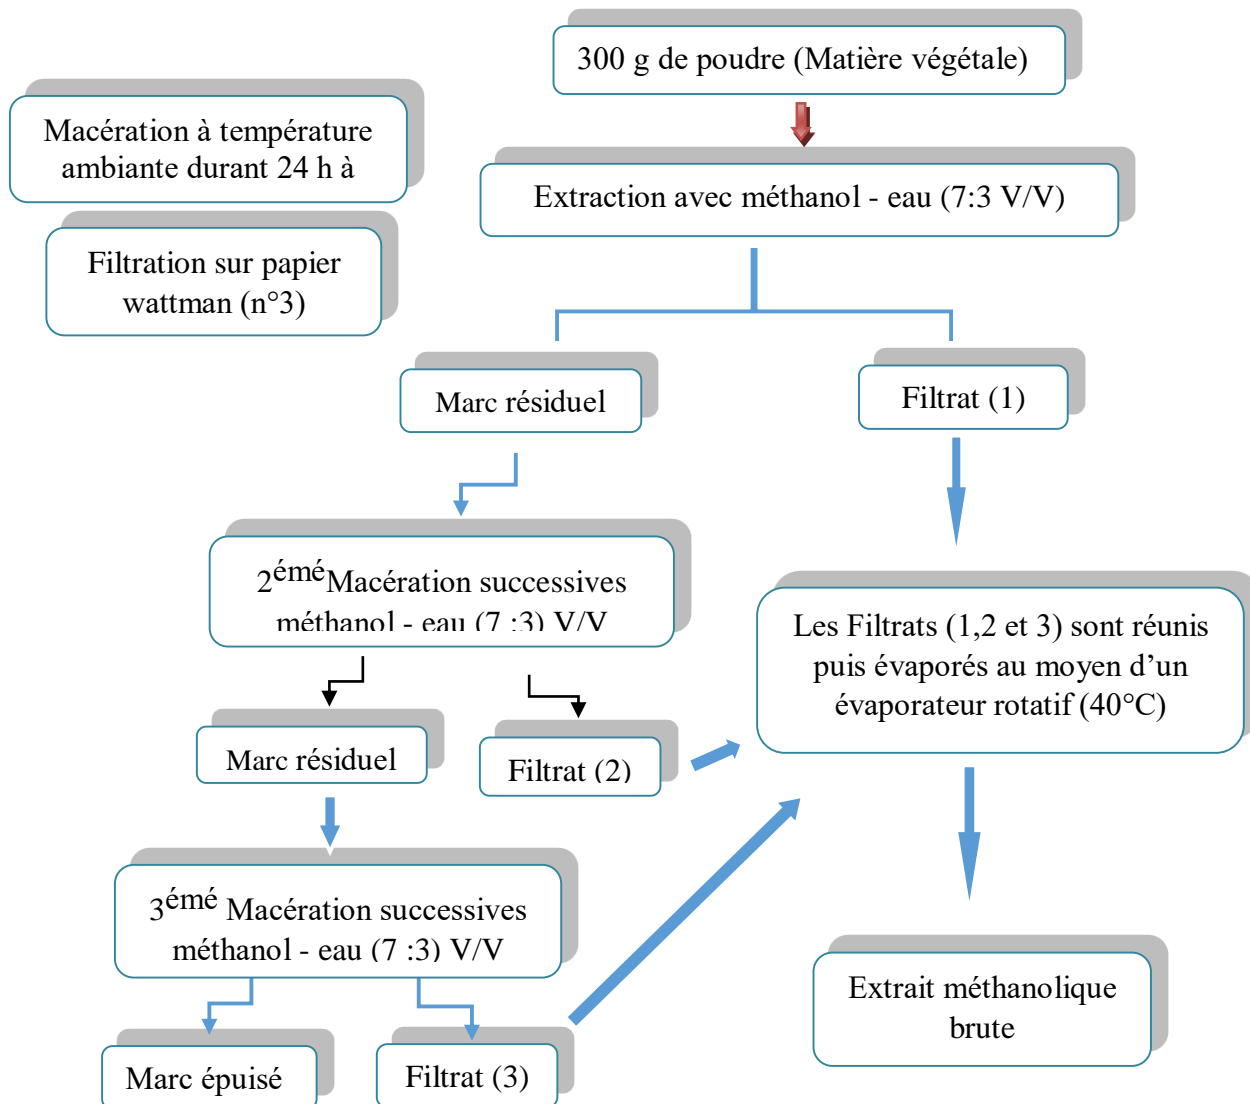 300 g de poudre (Matière végétale)
Macération à température
ambiante durant 24 h à
Extraction avec méthanol - eau (7:3 V/V)
Filtration sur papier
wattman (n°3)
Marc résiduel
Filtrat (1)
2émé Macération successives
méthanol - eau (7 :3) V/V
Les Filtrats (1,2 et 3) sont réunis
puis évaporés au moyen d’un
évaporateur rotatif (40°C)
Marc résiduel
Filtrat (2)
3émé Macération successives
méthanol - eau (7 :3) V/V
Extrait méthanolique
brute
Marc épuisé
Filtrat (3)